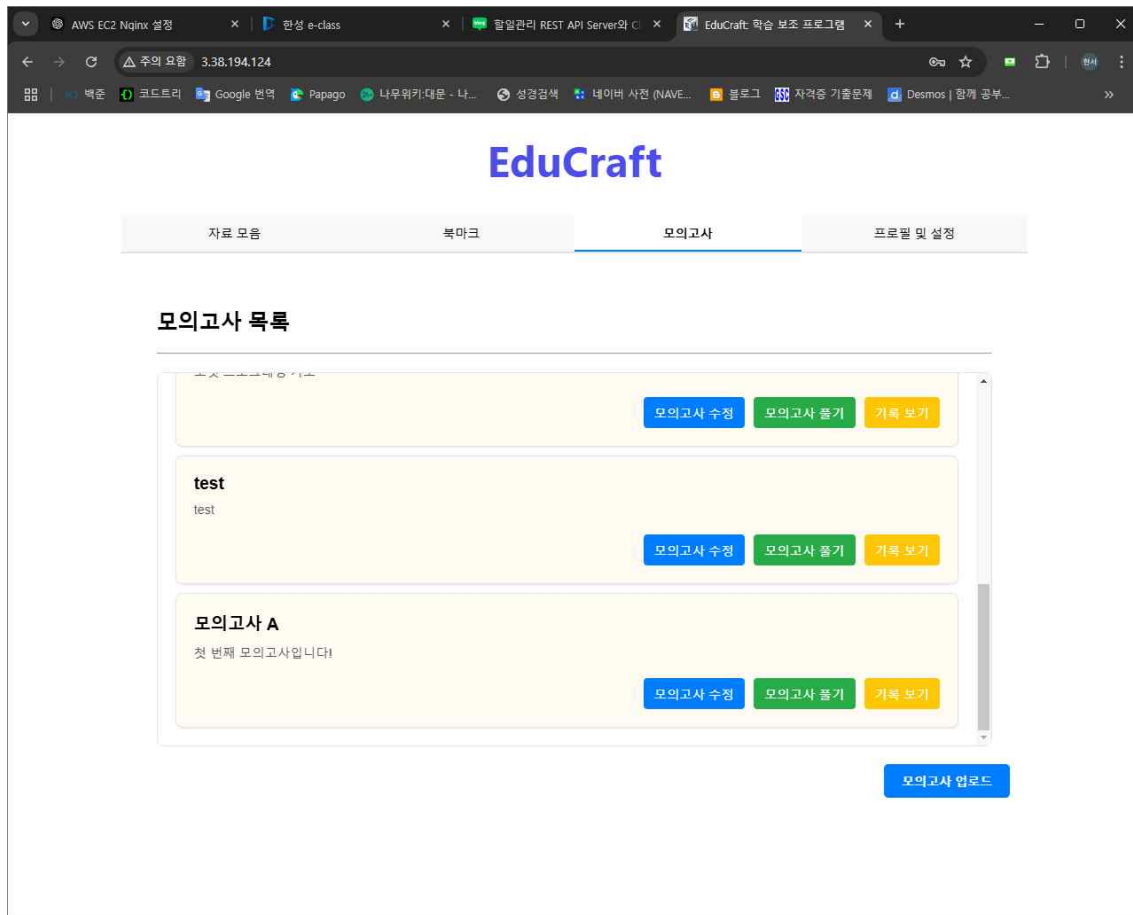 AWS EC2 Nginx 설정
한성 e-class
할일관리 REST API Server와 Cl
EduCraft: 학습 보조 프로그램
주의 요함 3.38.194.124
백준 코드트리 Google 번역 Papago 나무위키:대문 - 나... 성경검색 네이버 사전 (NAVE... 블로그 자격증 기출문제 Desmos | 함께 공부...
EduCraft
자료 모음 북마크 모의고사 프로필 및 설정
모의고사 목록
모의고사 수정 모의고사 풀기 기록 보기
test
test
모의고사 수정 모의고사 풀기 기록 보기
모의고사 A
첫 번째 모의고사입니다!
모의고사 수정 모의고사 풀기 기록 보기
모의고사 업로드